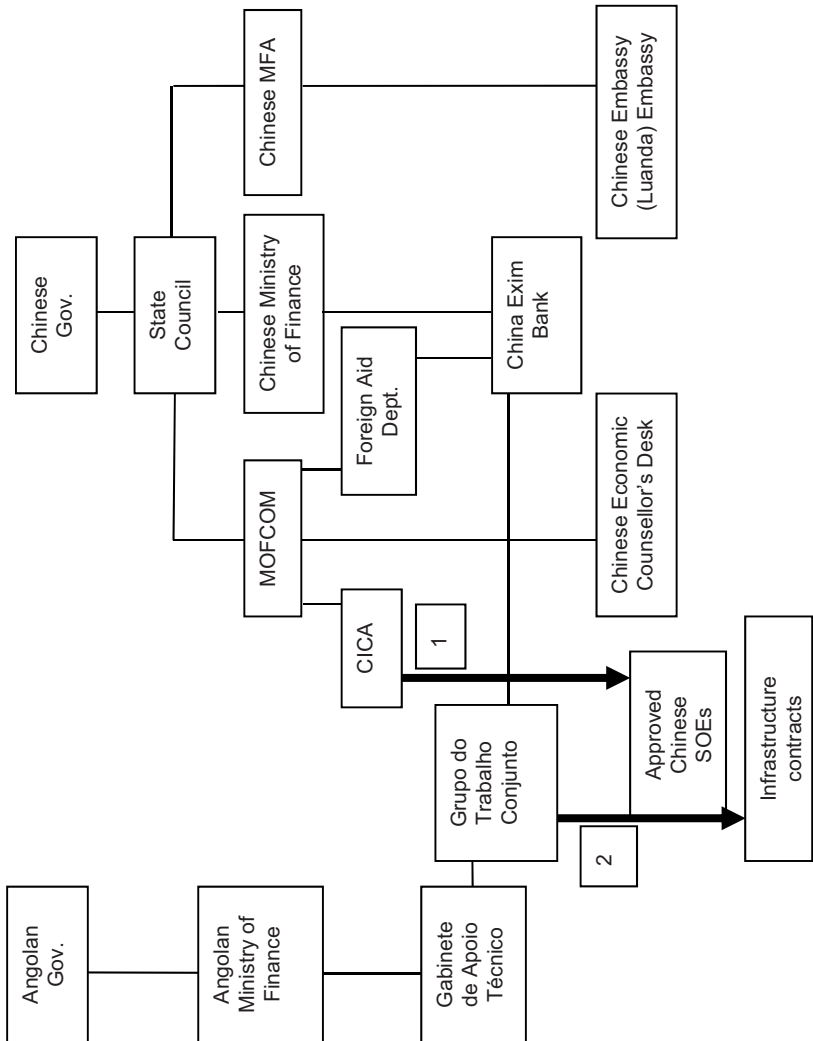 Chinese
Gov.
State
Council
Chinese MFA
Chinese Ministry
of Finance
MOFCOM
Foreign Aid
Dept.
CICA
China Exim
Bank
Chinese Embassy
(Luanda) Embassy
Chinese Economic
Counsellor's Desk
1
Angolan
Gov.
Angolan
Ministry of
Finance
Gabinete
de Apoio
Técnico
Grupo do
Trabalho
Conjunto
2
Approved
Chinese
SOEs
Infrastructure
contracts